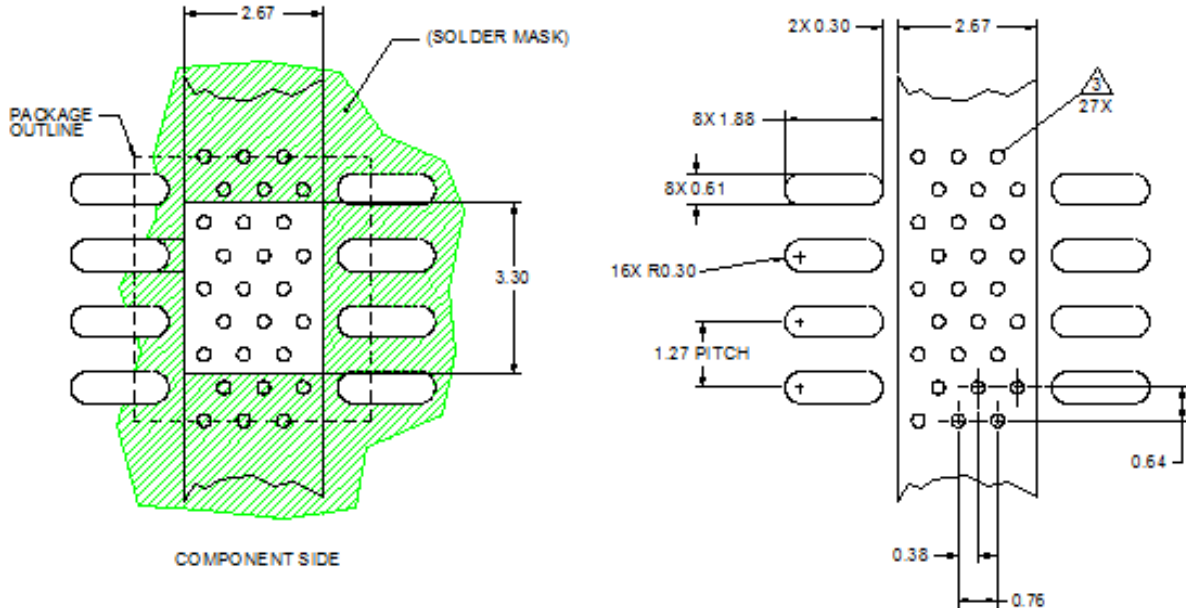 2.67
(SOLDER MASK)
PACKAGE
OUTLINE
3.30
COMPONENT SIDE
2X 0.30
2.67
3
27X
8X 1.88
8X 0.61
16X R0.30
1.27 PITCH
0.64
0.38
0.76